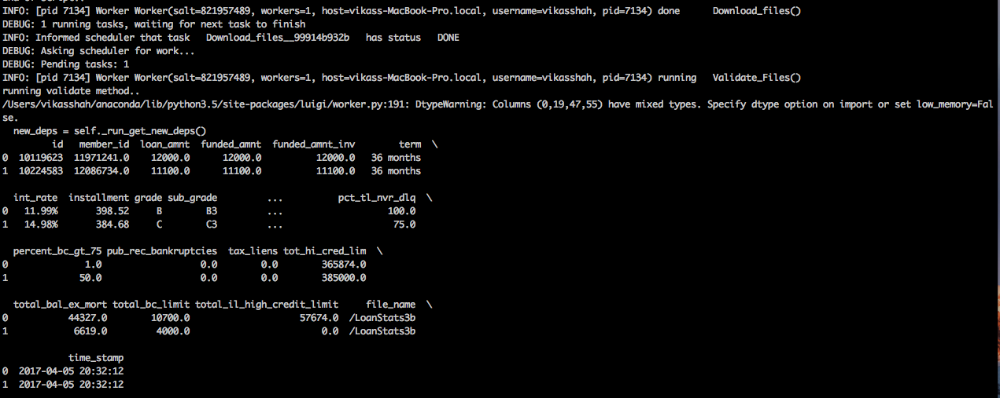 INFO: [pid 7134] Worker Worker(salt=821957489, workers=1, host=vikass-MacBook-Pro.local, username=vikasshah, pid=7134) done      Download_files()
DEBUG: 1 running tasks, waiting for next task to finish
INFO: Informed scheduler that task   Download_files__99914b932b   has status   DONE
DEBUG: Asking scheduler for work...
DEBUG: Pending tasks: 1
INFO: [pid 7134] Worker Worker(salt=821957489, workers=1, host=vikass-MacBook-Pro.local, username=vikasshah, pid=7134) running   Validate_Files()
running validate method..
/Users/vikasshah/anaconda/lib/python3.5/site-packages/luigi/worker.py:191: DtypeWarning: Columns (0,19,47,55) have mixed types. Specify dtype option on import or set low_memory=Fal
se.
  new_deps = self._run_get_new_deps()
         id   member_id  loan_amnt  funded_amnt  funded_amnt_inv        term  \
0  10119623  11971241.0    12000.0      12000.0          12000.0   36 months
1  10224583  12086734.0    11100.0      11100.0          11100.0   36 months

  int_rate  installment grade sub_grade         ...          pct_tl_nvr_dlq  \
0   11.99%       398.52     B        B3         ...                   100.0
1   14.98%       384.68     C        C3         ...                    75.0

  percent_bc_gt_75 pub_rec_bankruptcies  tax_liens tot_hi_cred_lim  \
0              1.0                  0.0        0.0        365874.0
1             50.0                  0.0        0.0        385000.0

  total_bal_ex_mort total_bc_limit total_il_high_credit_limit     file_name  \
0           44327.0        10700.0                    57674.0  /LoanStats3b
1            6619.0         4000.0                        0.0  /LoanStats3b

            time_stamp
0  2017-04-05 20:32:12
1  2017-04-05 20:32:12